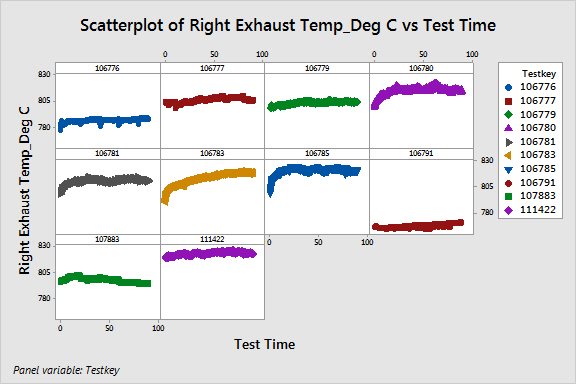 Scatterplot of Right Exhaust Temp_Deg C vs Test Time
0 50 100 0 50 100
106776 106777 106779 106780
830
805
780
106781 106783 106785 106791
830
805
780
0 50 100
107883 111422
830
805
780
0 50 100
Right Exhaust Temp_Deg C
Test Time
Testkey
106776
106777
106779
106780
106781
106783
106785
106791
107883
111422
Panel variable: Testkey